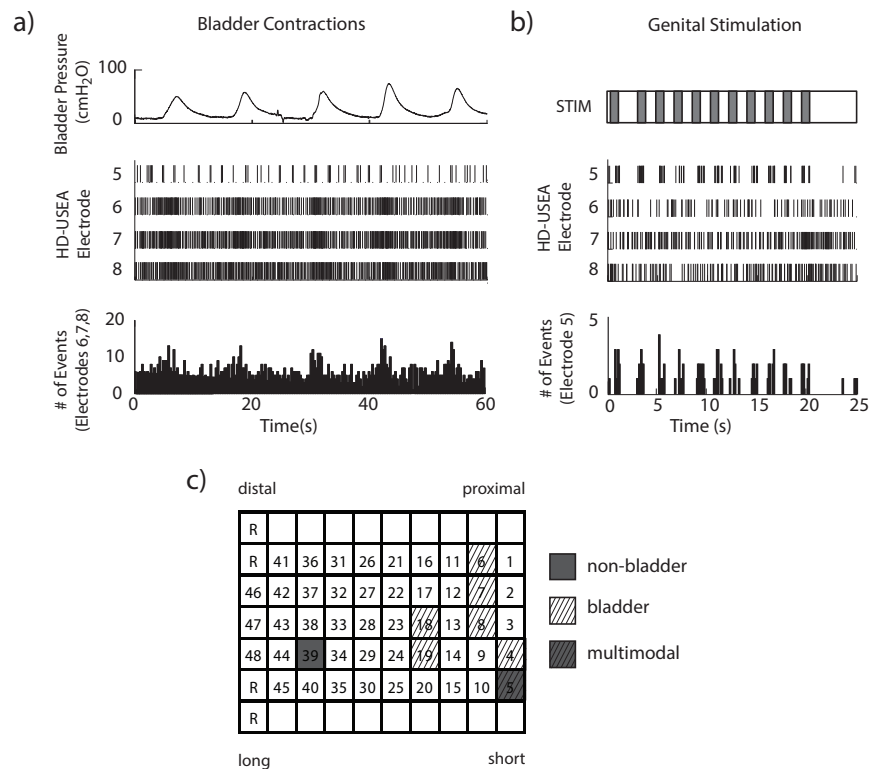 a)
Bladder Contractions
Bladder Pressure
(cmH2O)
100
0
HD-USEA
Electrode
5
6
7
8
# of Events
(Electrodes 6,7,8)
20
10
0
0 20 40 60
Time(s)
b)
Genital Stimulation
STIM
HD-USEA
Electrode
5
6
7
8
# of Events
(Electrode 5)
5
0
0 5 10 15 20 25
Time (s)
c)
distal proximal
R
R 41 36 31 26 21 16 11 6 1
46 42 37 32 27 22 17 12 7 2
47 43 38 33 28 23 18 13 8 3
48 44 39 34 29 24 19 14 9 4
R 45 40 35 30 25 20 15 10 5
R
long short
non-bladder
bladder
multimodal